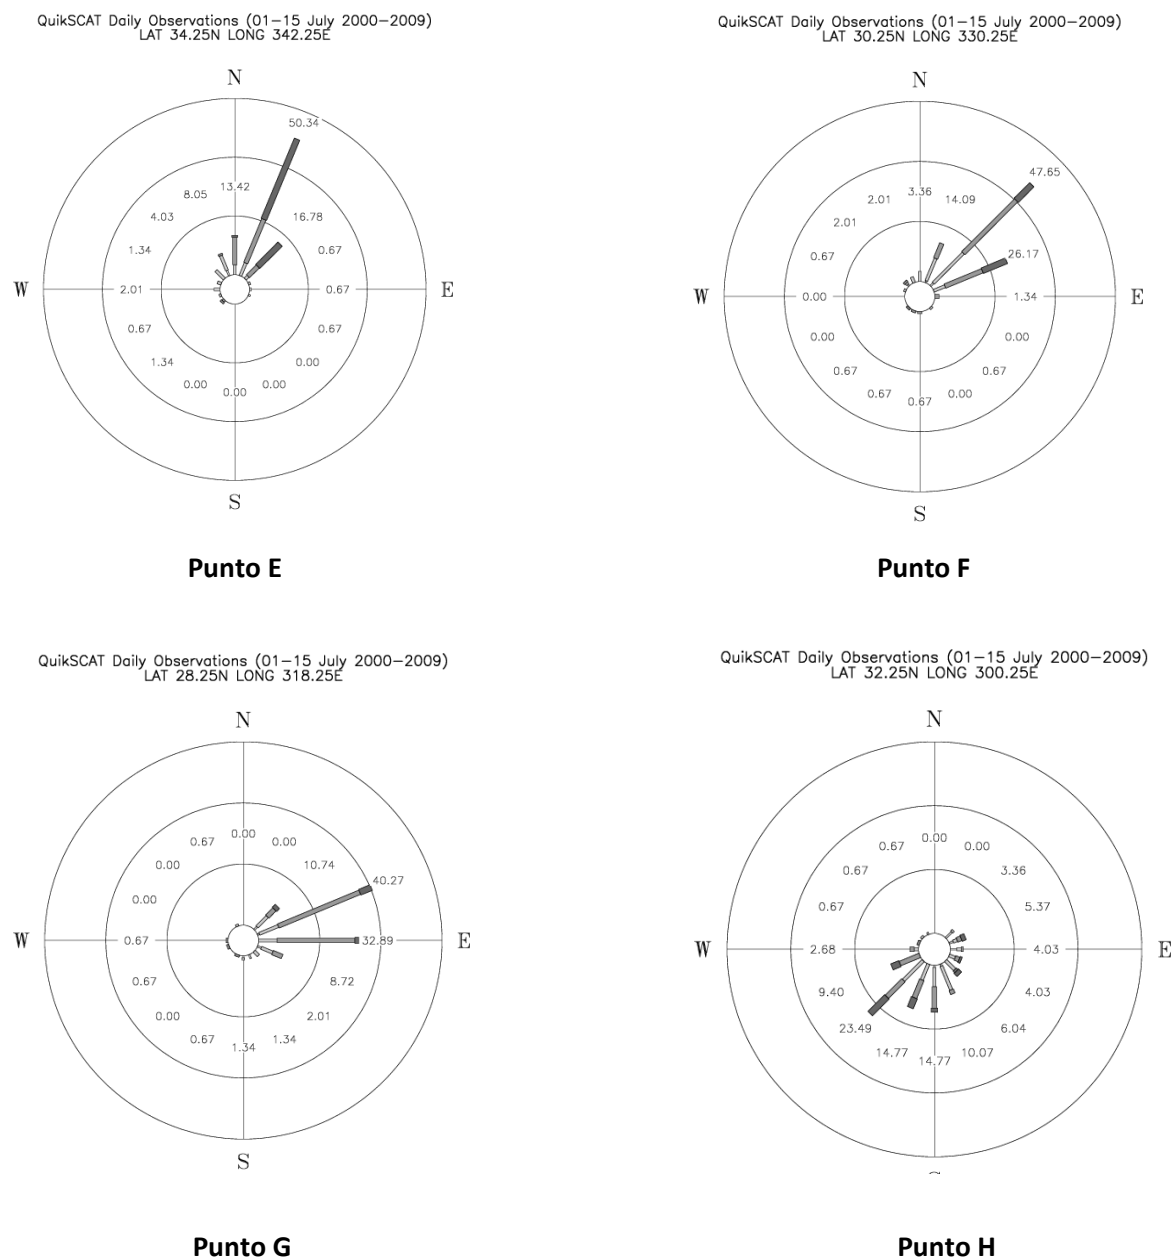 QuikSCAT Daily Observations (01-15 July 2000-2009)
LAT 34.25N LONG 342.25E
N
50.34
13.42
8.05
16.78
4.03
1.34
0.67
W
2.01
0.67
E
0.67
0.67
1.34
0.00
0.00
0.00
0.00
S
Punto E
QuikSCAT Daily Observations (01-15 July 2000-2009)
LAT 30.25N LONG 330.25E
N
47.65
3.36
2.01
14.09
2.01
0.67
26.17
W
0.00
1.34
E
0.00
0.00
0.67
0.67
0.67
0.67
0.00
S
Punto F
QuikSCAT Daily Observations (01-15 July 2000-2009)
LAT 28.25N LONG 318.25E
N
0.00
0.67
0.00
0.00
10.74
40.27
0.00
W
0.67
32.89
E
0.67
8.72
0.00
2.01
0.67
1.34
1.34
S
Punto G
QuikSCAT Daily Observations (01-15 July 2000-2009)
LAT 32.25N LONG 300.25E
N
0.00
0.67
0.00
0.67
3.36
0.67
5.37
W
2.68
4.03
E
9.40
4.03
23.49
6.04
14.77
14.77
10.07
Punto H